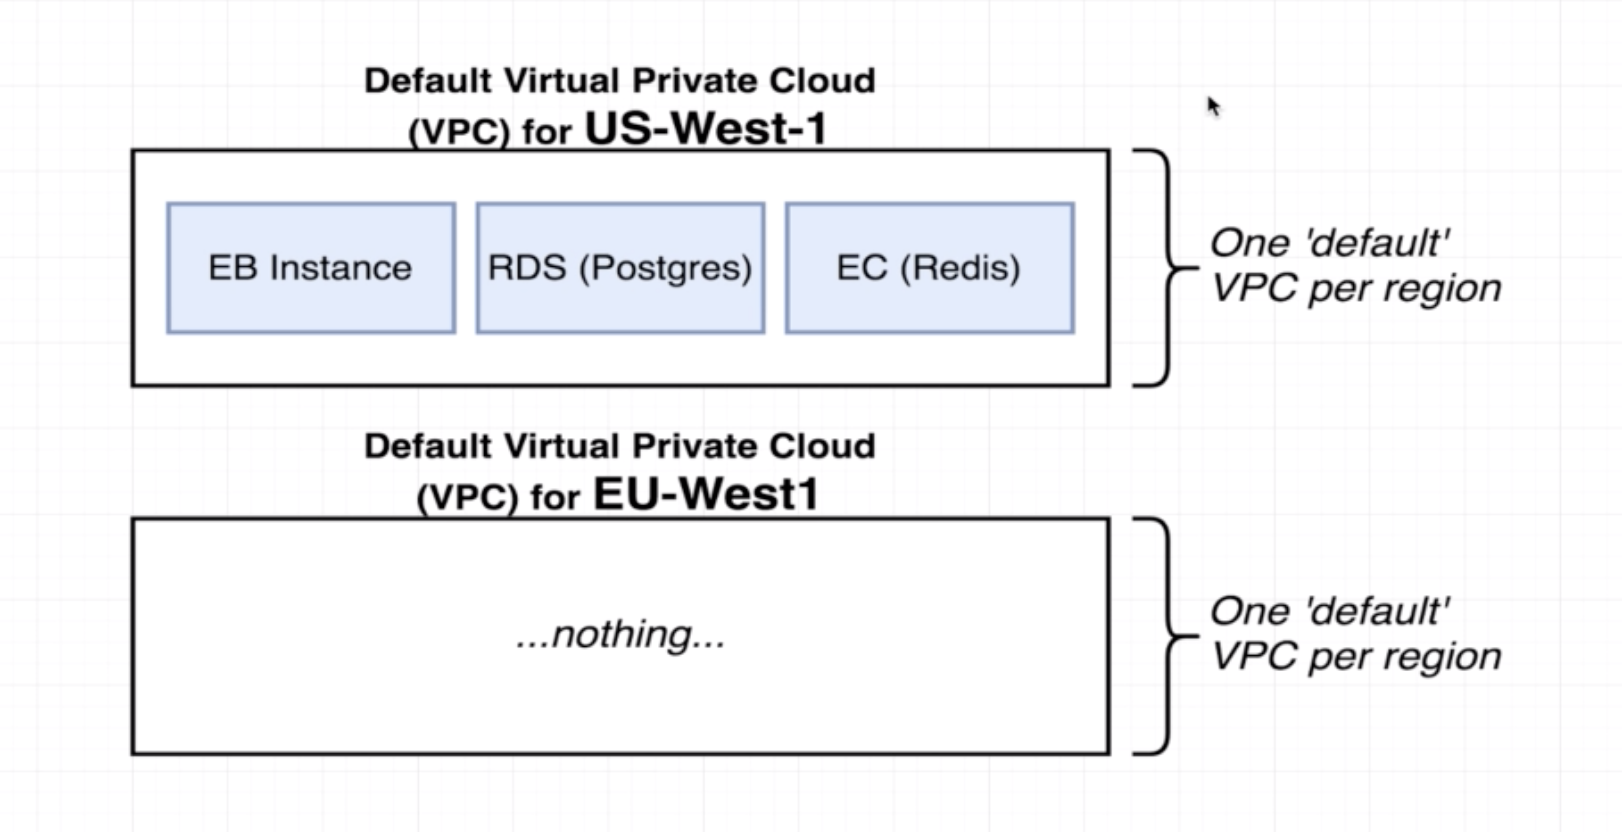 Default Virtual Private Cloud
(VPC) for US-West-1
EB Instance
RDS (Postgres)
EC (Redis)
One 'default'
VPC per region
Default Virtual Private Cloud
(VPC) for EU-West1
...nothing...
One 'default'
VPC per region